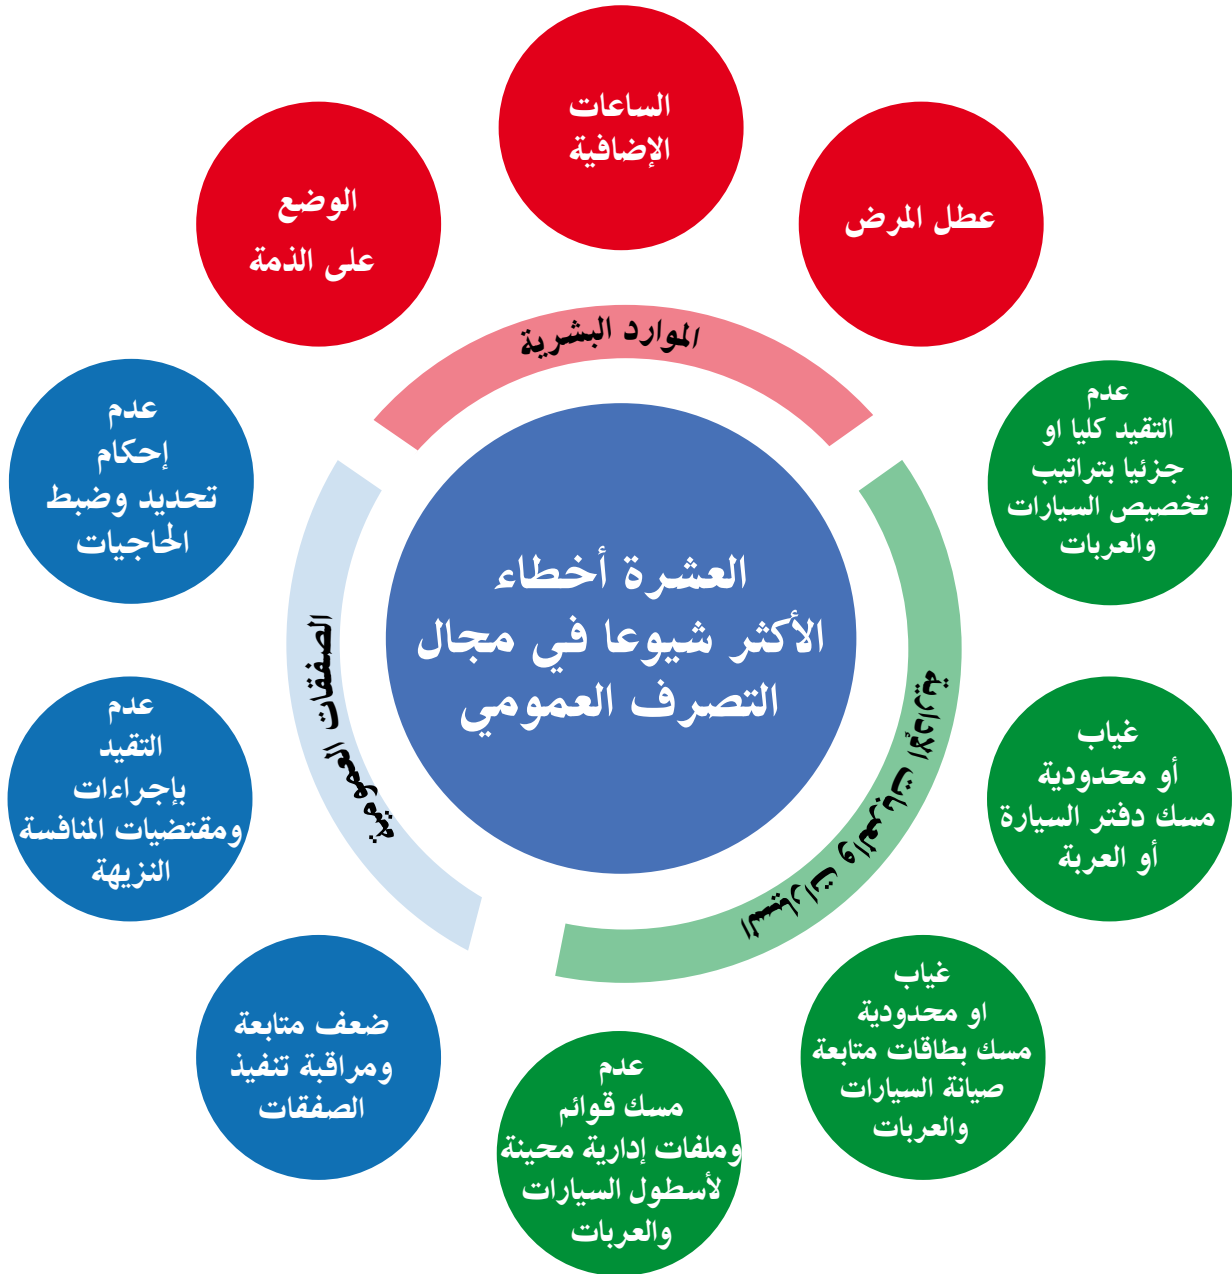 العشرة أخطاء
الأكثر شيوعا في مجال
التصرف العمومي
الموارد البشرية
عطل المرض
الساعات
الإضافية
الوضع
على الذمة
السيارات والعربات الإدارية
عدم
التقيد كليا او
جزئيا بتراتيب
تخصيص السيارات
والعربات
غياب
أو محدودية
مسك دفتر السيارة
أو العربة
غياب
او محدودية
مسك بطاقات متابعة
صيانة السيارات
والعربات
عدم
مسك قوائم
وملفات إدارية محينة
لأسطول السيارات
والعربات
الصفقات العمومية
عدم
إحكام
تحديد وضبط
الحاجيات
عدم
التقيد
بإجراءات
ومقتضيات المنافسة
النزيهة
ضعف متابعة
ومراقبة تنفيذ
الصفقات